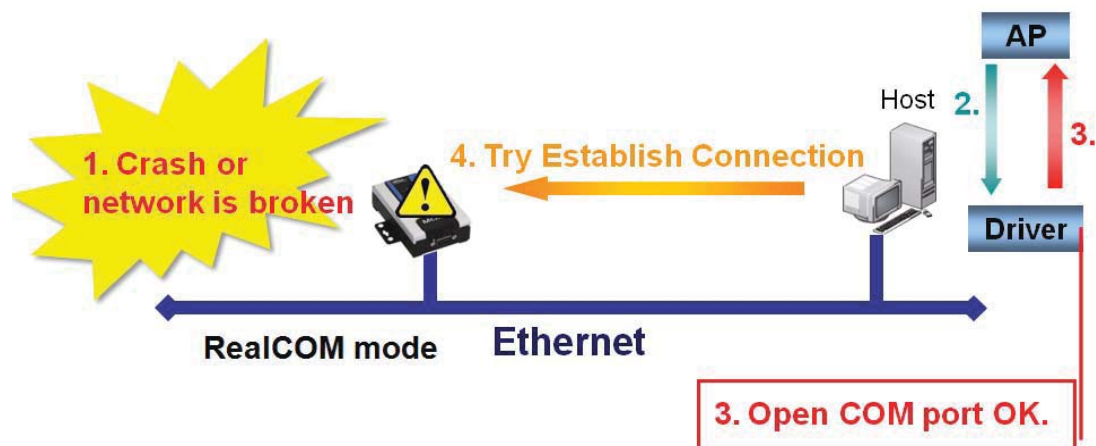 AP
Host
2.
3.
1. Crash or
network is broken
4. Try Establish Connection
Driver
RealCOM mode
Ethernet
3. Open COM port OK.